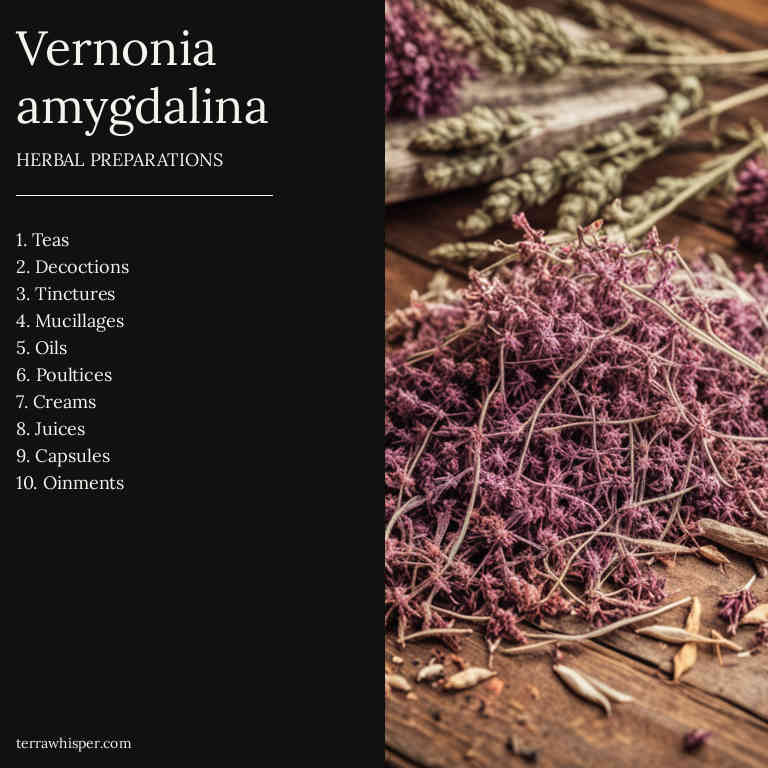 Vernonia
amygdalina
HERBAL PREPARATIONS
1. Teas
2. Decoctions
3. Tinctures
4. Mucillages
5. Oils
6. Poultices
7. Creams
8. Juices
9. Capsules
10. Oinments
terrawhisper.com